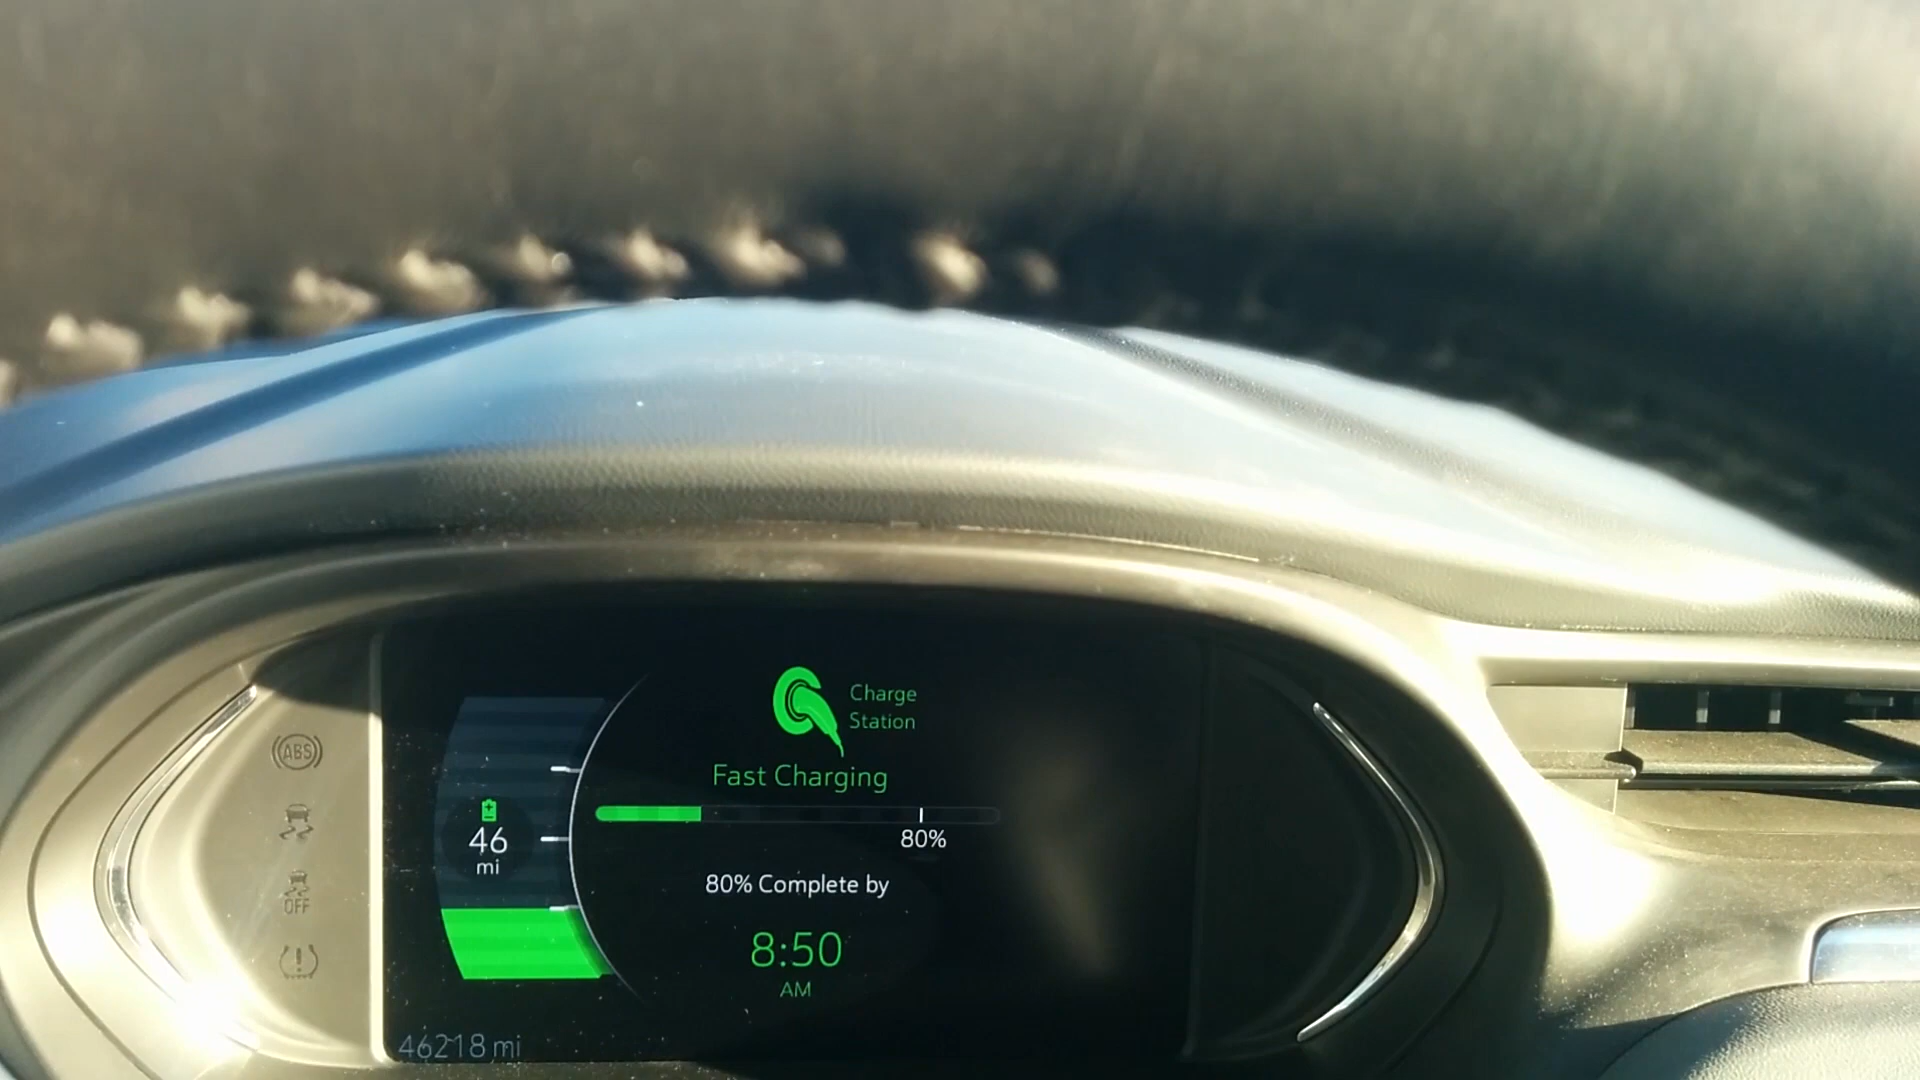 Charge
Station
Fast Charging
80%
46
mi
80% Complete by
8:50
AM
46218 mi
ABS
OFF